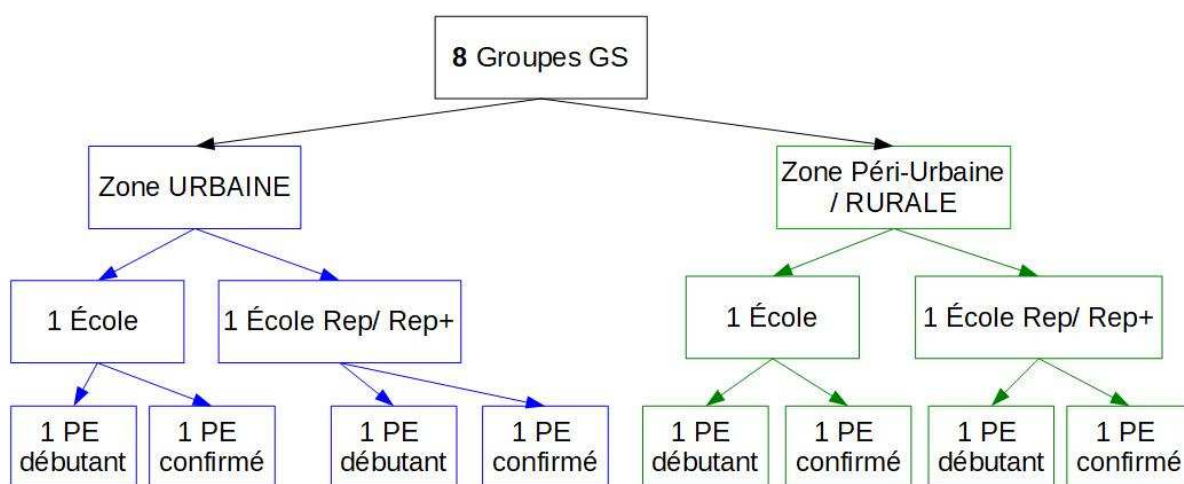 8 Groupes GS
Zone URBAINE
Zone Péri-Urbaine
/ RURALE
1 École
1 École Rep/ Rep+
1 École
1 École Rep/ Rep+
1 PE
débutant
1 PE
confirmé
1 PE
débutant
1 PE
confirmé
1 PE
débutant
1 PE
confirmé
1 PE
débutant
1 PE
confirmé